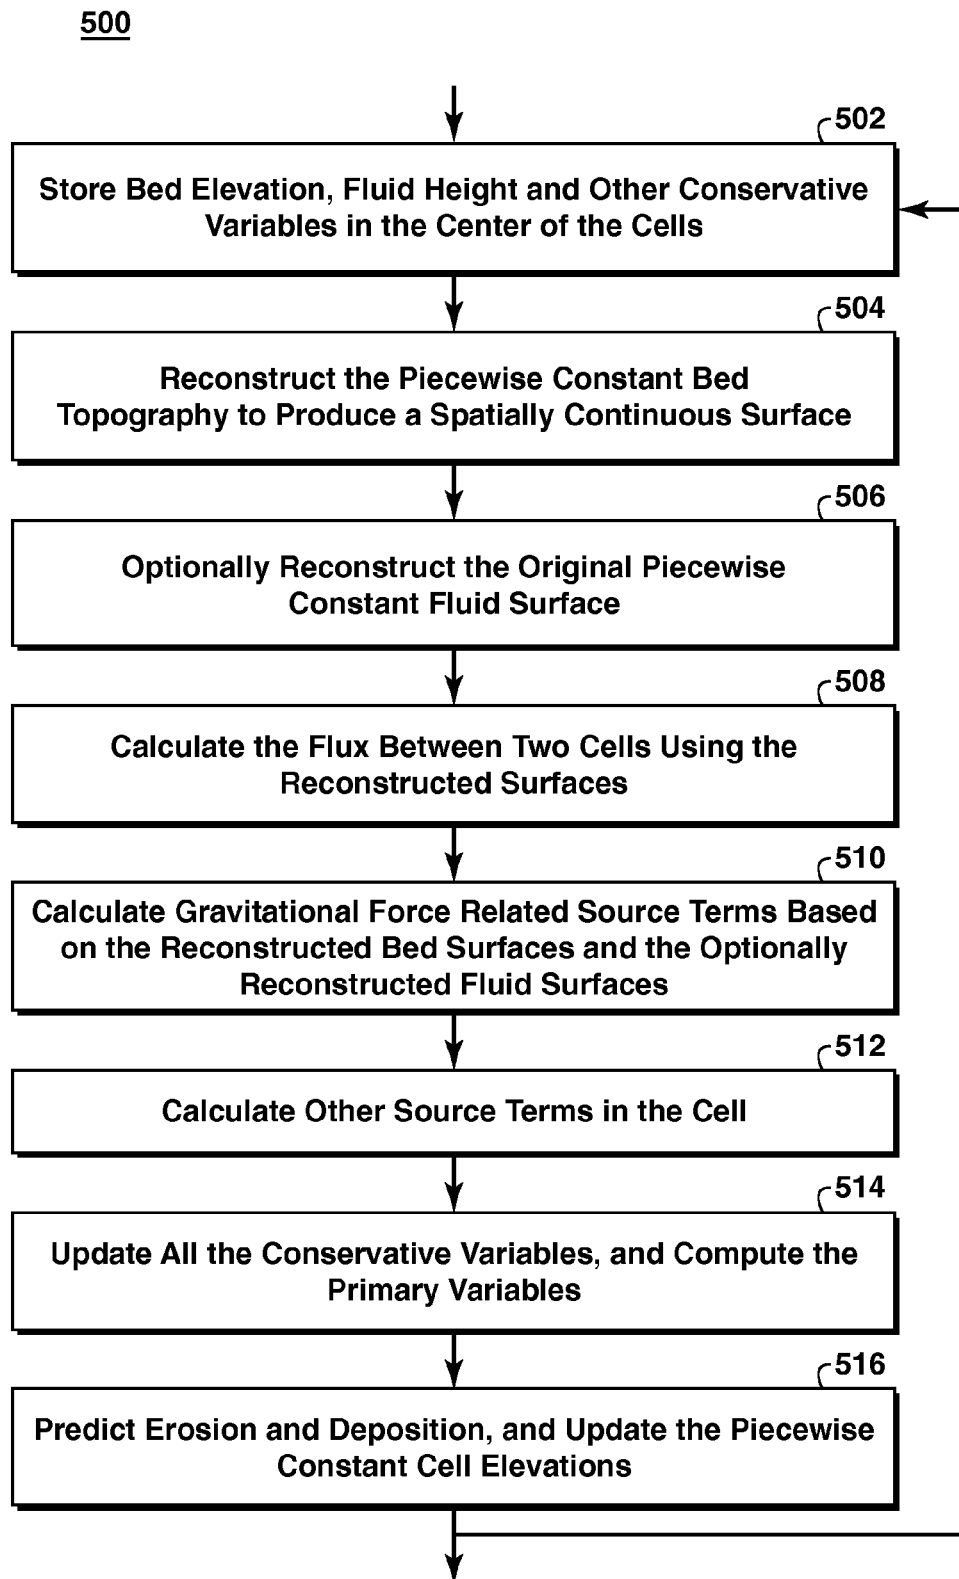 500
502
Store Bed Elevation, Fluid Height and Other Conservative
Variables in the Center of the Cells
504
Reconstruct the Piecewise Constant Bed
Topography to Produce a Spatially Continuous Surface
506
Optionally Reconstruct the Original Piecewise
Constant Fluid Surface
508
Calculate the Flux Between Two Cells Using the
Reconstructed Surfaces
510
Calculate Gravitational Force Related Source Terms Based
on the Reconstructed Bed Surfaces and the Optionally
Reconstructed Fluid Surfaces
512
Calculate Other Source Terms in the Cell
514
Update All the Conservative Variables, and Compute the
Primary Variables
516
Predict Erosion and Deposition, and Update the Piecewise
Constant Cell Elevations